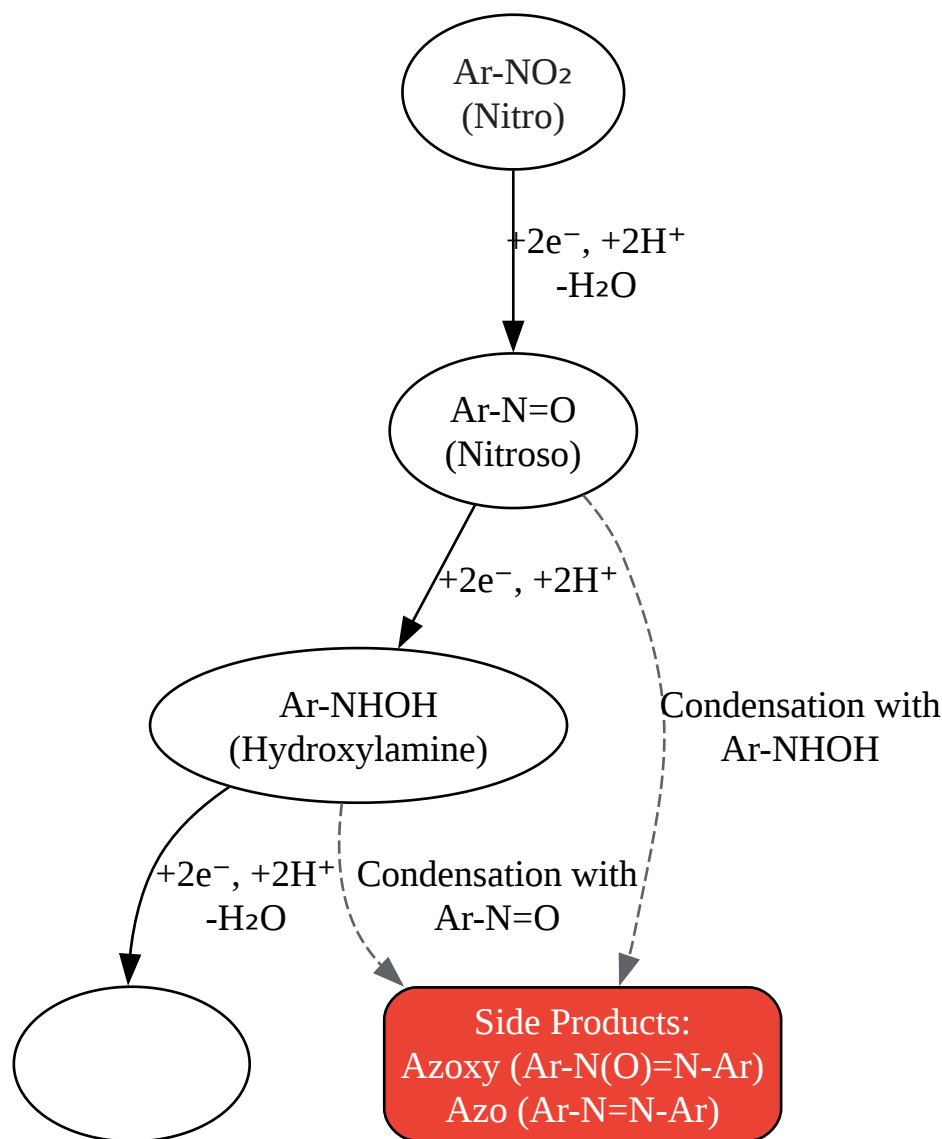 Ar-NO₂
(Nitro)
+2e⁻, +2H⁺
-H₂O
Ar-N=O
(Nitroso)
+2e⁻, +2H⁺
Ar-NHOH
(Hydroxylamine)
Condensation with
Ar-NHOH
+2e⁻, +2H⁺
-H₂O
Condensation with
Ar-N=O
Side Products:
Azoxy (Ar-N(O)=N-Ar)
Azo (Ar-N=N-Ar)